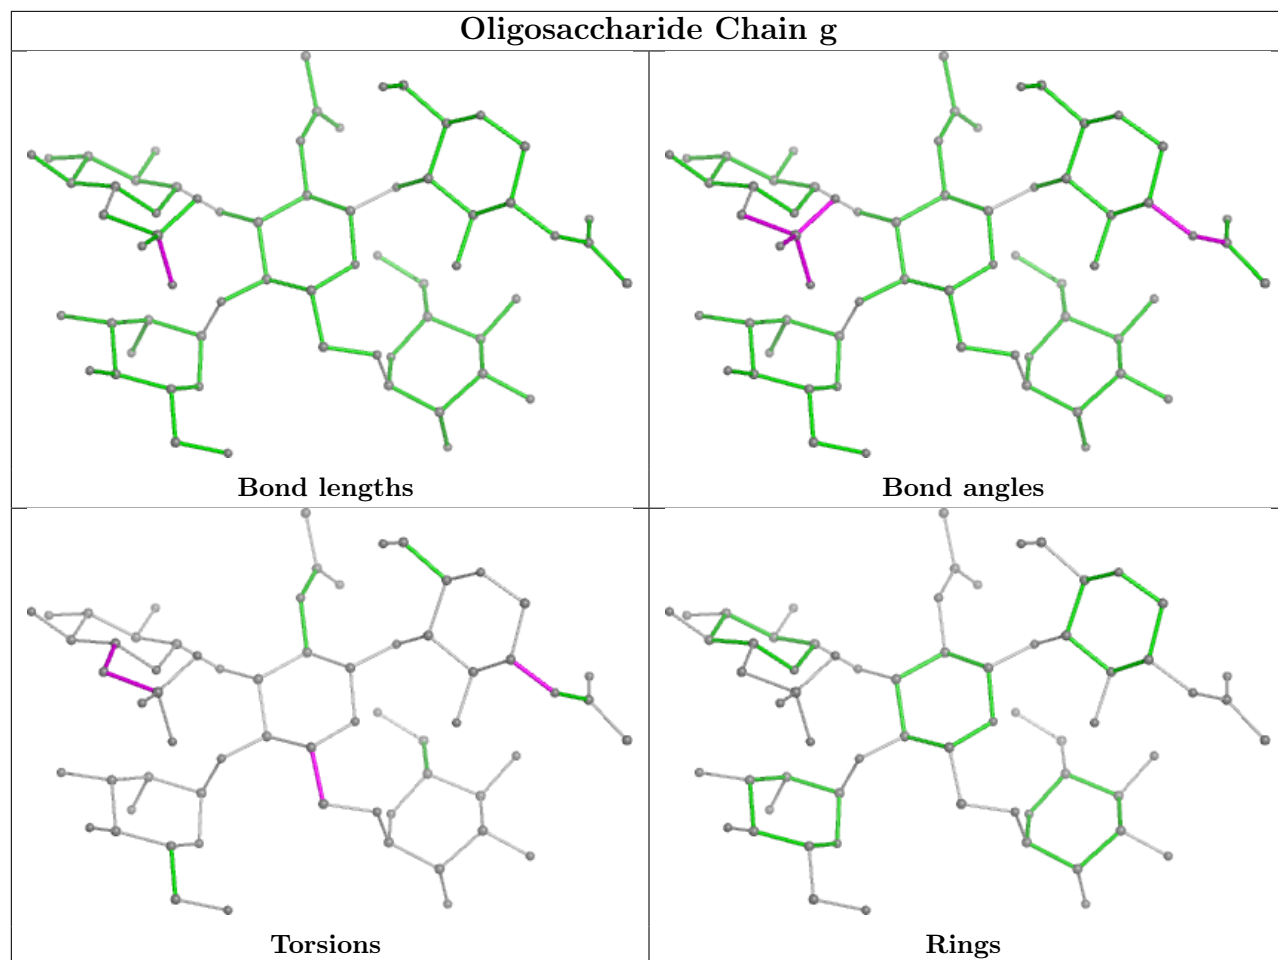 Oligosaccharide Chain g
Bond lengths
Bond angles
Torsions
Rings